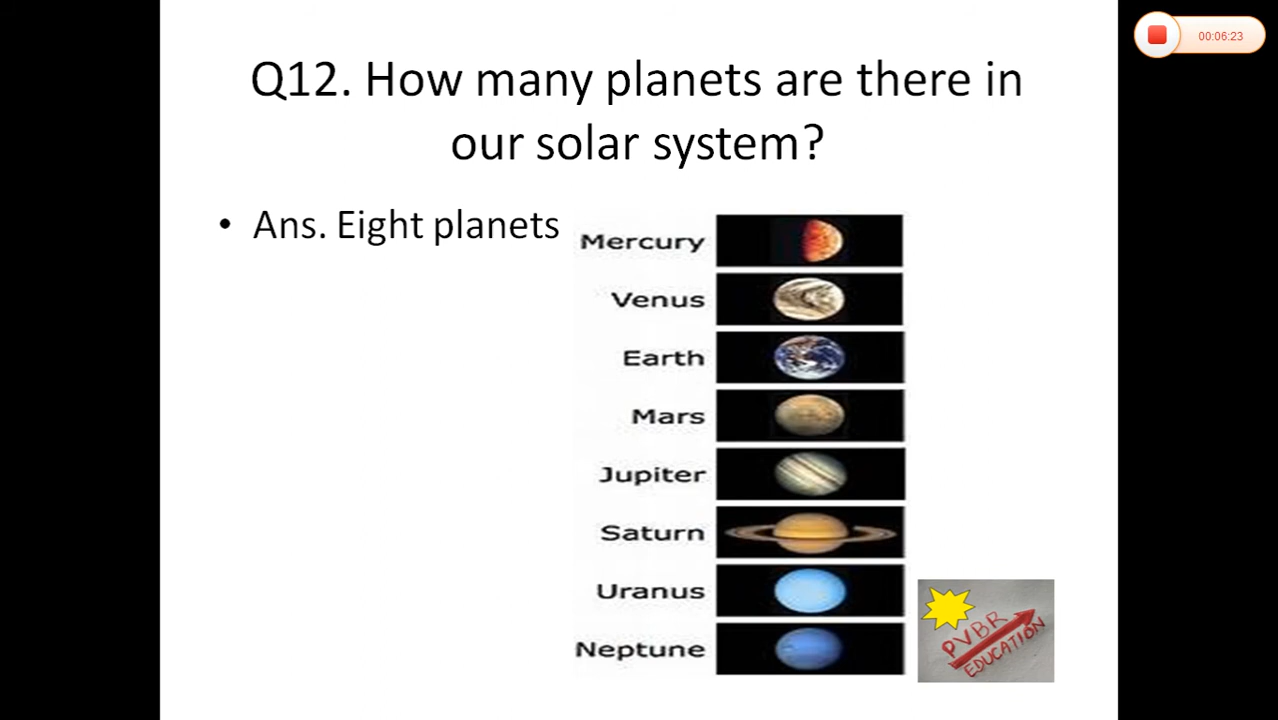 00:06:23
Q12. How many planets are there in
our solar system?
• Ans. Eight planets
Mercury
Venus
Earth
Mars
Jupiter
Saturn
Uranus
Neptune
PVBR
EDUCATION